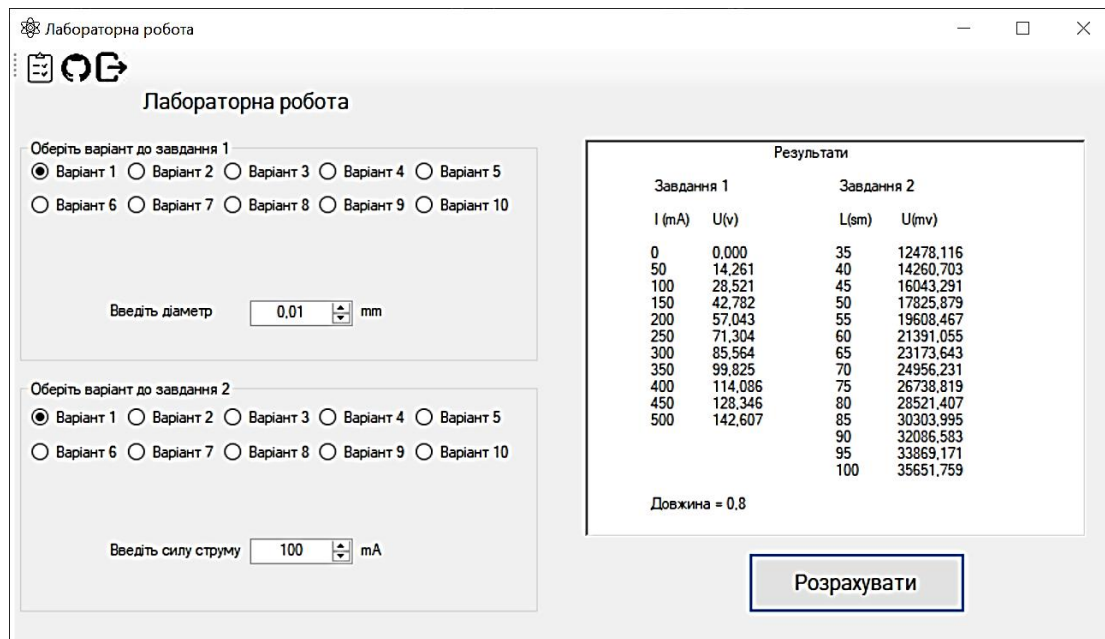 Лабораторна робота
Лабораторна робота
Оберіть варіант до завдання 1
Варіант 1 Варіант 2 Варіант 3 Варіант 4 Варіант 5
Варіант 6 Варіант 7 Варіант 8 Варіант 9 Варіант 10
Введіть діаметр 0,01 mm
Оберіть варіант до завдання 2
Варіант 1 Варіант 2 Варіант 3 Варіант 4 Варіант 5
Варіант 6 Варіант 7 Варіант 8 Варіант 9 Варіант 10
Введіть силу струму 100 mA
Результати
Завдання 1 Завдання 2
I (mA) U(v) L(sm) U(mv)
0 0,000 35 12478,116
50 14,261 40 14260,703
100 28,521 45 16043,291
150 42,782 50 17825,879
200 57,043 55 19608,467
250 71,304 60 21391,055
300 85,564 65 23173,643
350 99,825 70 24956,231
400 114,086 75 26738,819
450 128,346 80 28521,407
500 142,607 85 30303,995
90 32086,583
95 33869,171
100 35651,759
Довжина = 0,8
Розрахувати